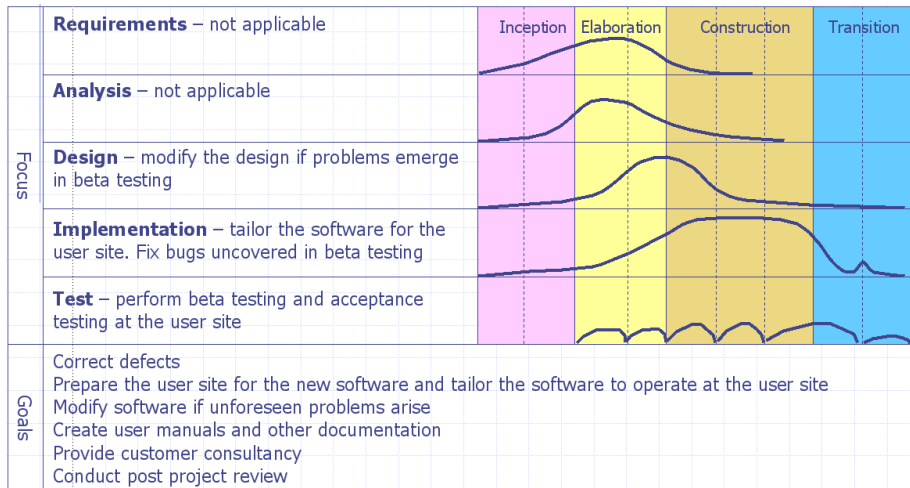 Requirements – not applicable
Inception
Elaboration
Construction
Transition
Analysis – not applicable
Focus
Design – modify the design if problems emerge
in beta testing
Implementation – tailor the software for the
user site. Fix bugs uncovered in beta testing
Test – perform beta testing and acceptance
testing at the user site
Goals
Correct defects
Prepare the user site for the new software and tailor the software to operate at the user site
Modify software if unforeseen problems arise
Create user manuals and other documentation
Provide customer consultancy
Conduct post project review